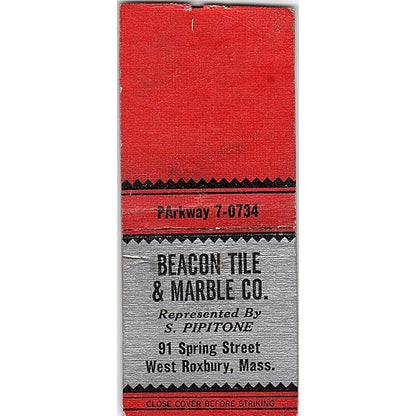 PArkway 7-0734
BEACON TILE
& MARBLE CO.
Represented By
S. PIPITONE
91 Spring Street
West Roxbury, Mass.
CLOSE COVER BEFORE STRIKING